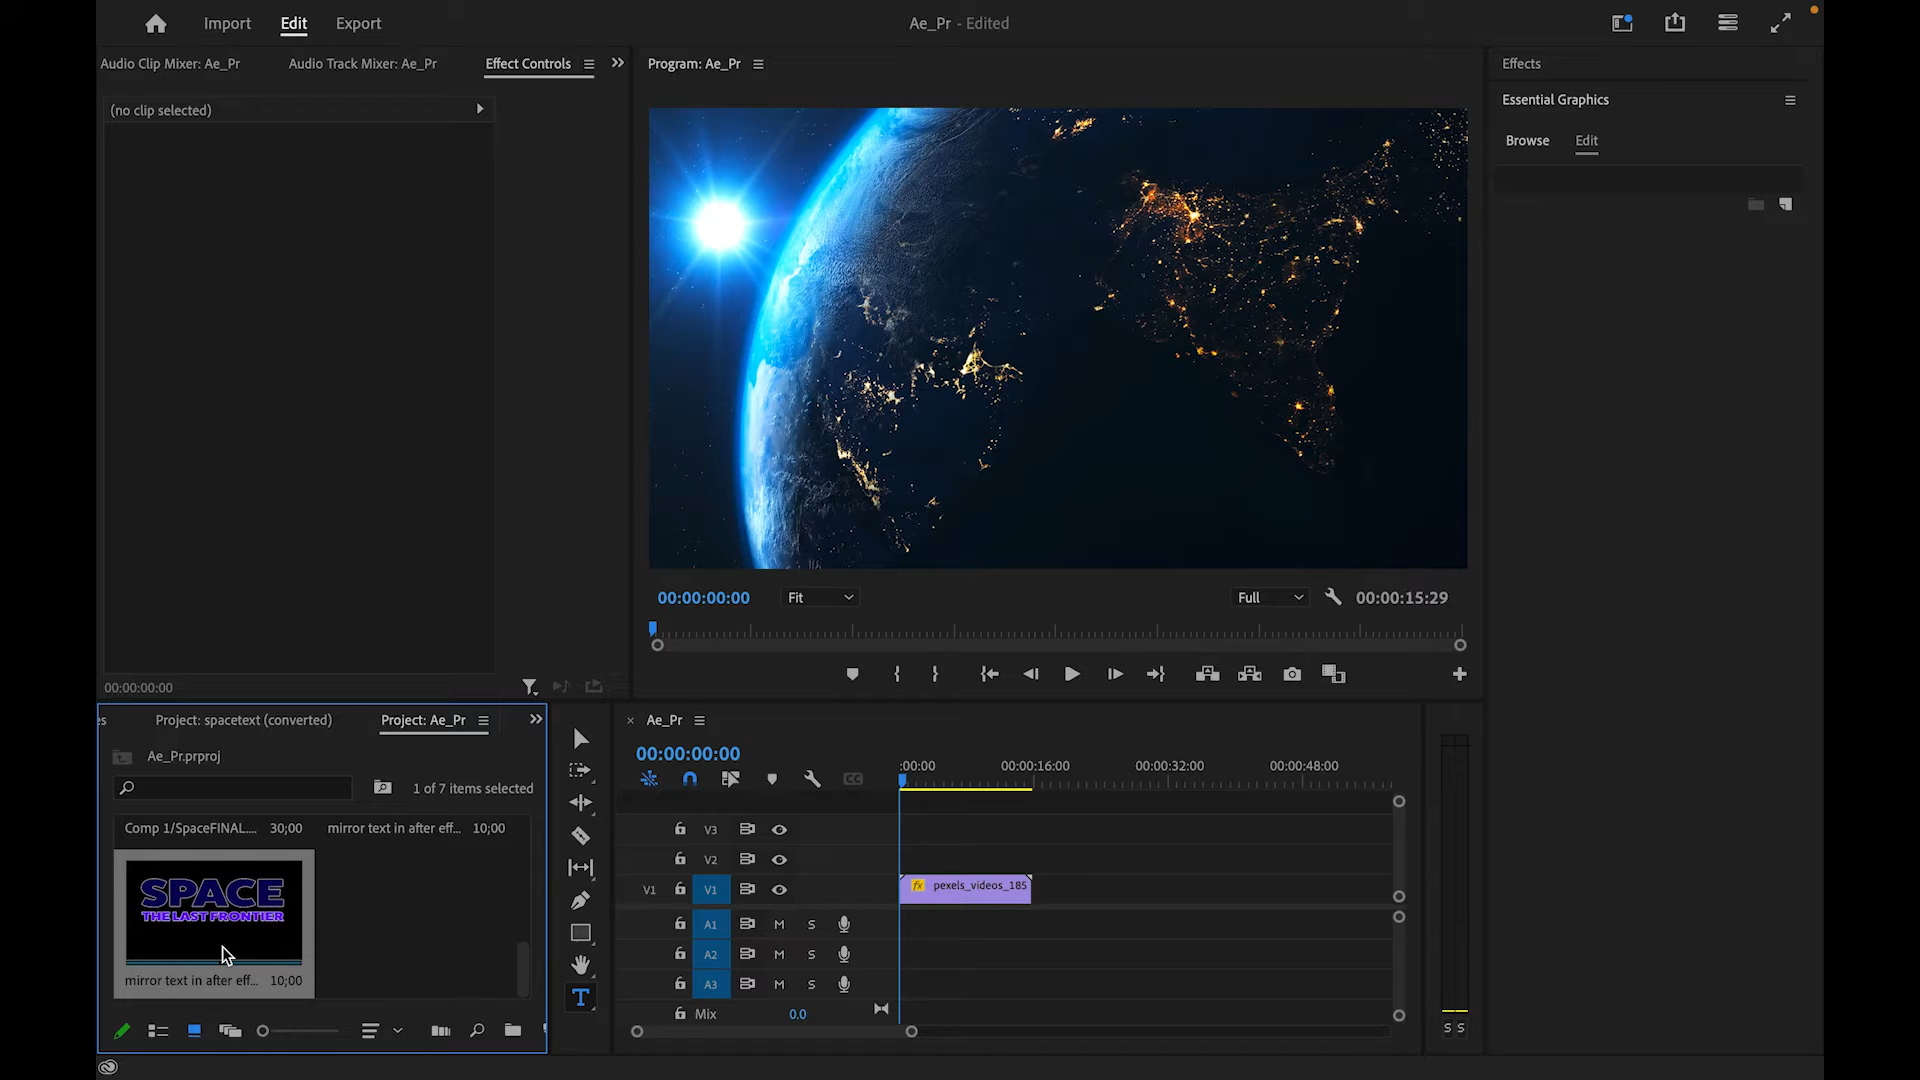 Import Edit Export Ae_Pr - Edited
Audio Clip Mixer: Ae_Pr Audio Track Mixer: Ae_Pr Effect Controls
Program: Ae_Pr
Effects
Essential Graphics
Browse Edit
(no clip selected)
00:00:00:00
00:00:00:00 Fit Full 00:00:15:29
es Project: spacetext (converted) Project: Ae_Pr
Ae_Pr.prproj
1 of 7 items selected
Comp 1/SpaceFINAL.... 30;00 mirror text in after eff... 10;00
SPACE
THE LAST FRONTIER
mirror text in after eff... 10;00
T
Ae_Pr
00:00:00:00
CC
:00:00 00:00:16:00 00:00:32:00 00:00:48:00
V3
V2
V1 V1 fx pexels_videos_185
A1 M S
A2 M S
A3 M S
Mix 0.0
S S